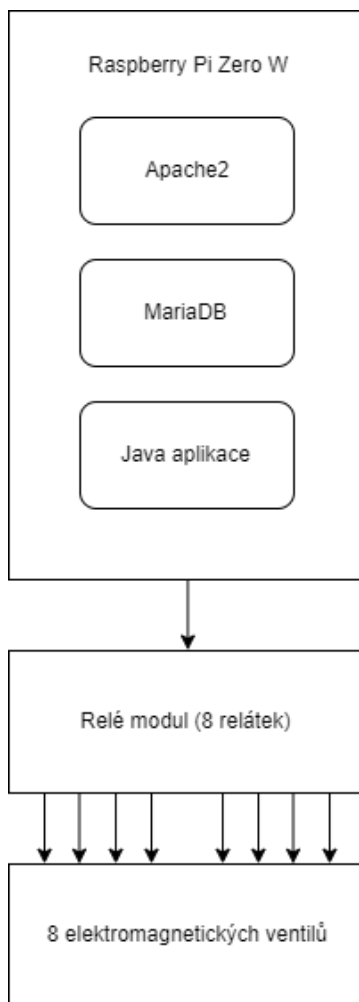 Raspberry Pi Zero W
Apache2
MariaDB
Java aplikace
Relé modul (8 relátek)
8 elektromagnetických ventilů